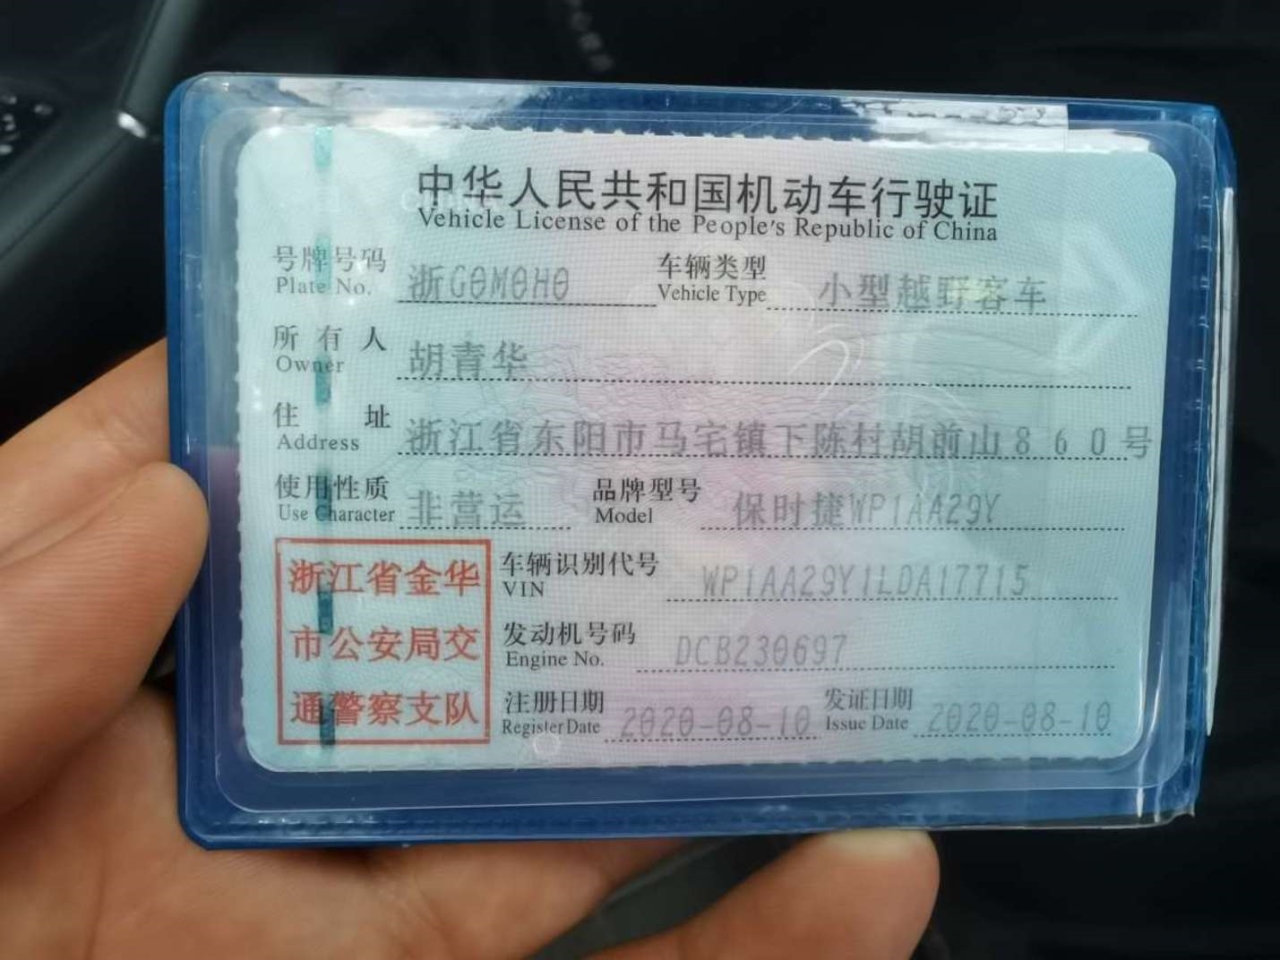 中华人民共和国机动车行驶证
Vehicle License of the People's Republic of China
号牌号码 浙G0M0H0 车辆类型 小型越野客车
Plate No. Vehicle Type
所有人 胡青华
Owner
住址 浙江省东阳市马宅镇下陈村胡前山860号
Address
使用性质 非营运 品牌型号 保时捷WP1AA29Y
Use Character Model
浙江省金华
市公安局交
通警察支队
车辆识别代号 WP1AA29Y1LDA17715
VIN
发动机号码 DCB230697
Engine No.
注册日期 2020-08-10 发证日期 2020-08-10
Register Date Issue Date